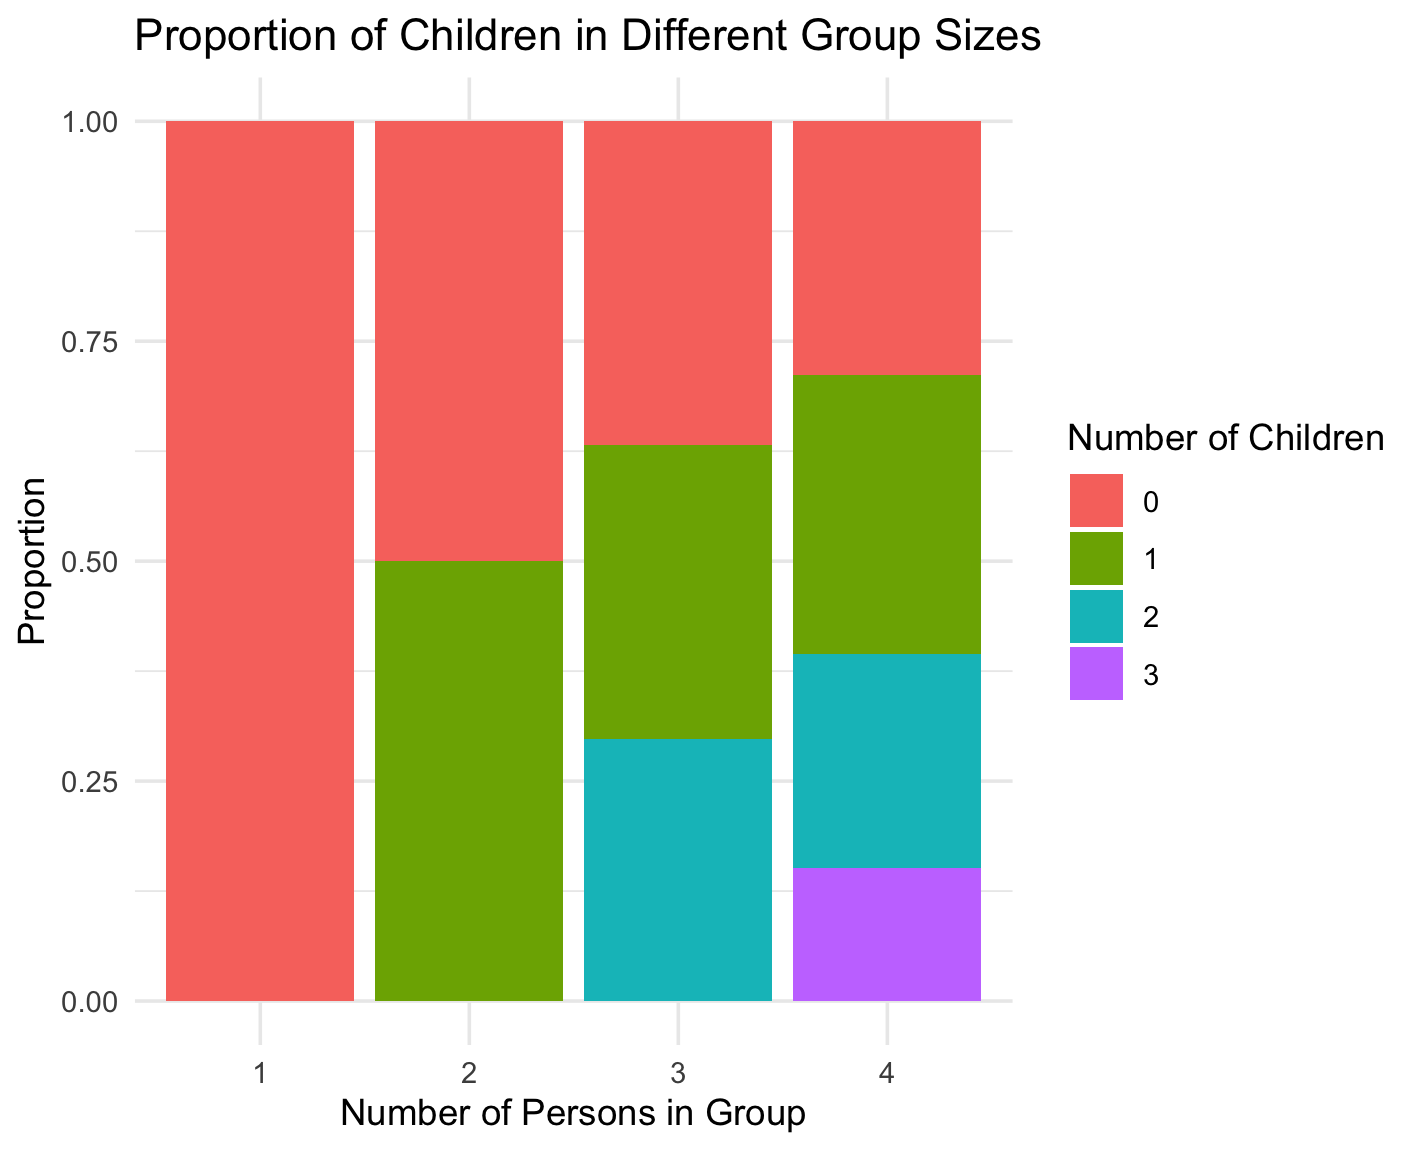 Proportion of Children in Different Group Sizes
Proportion
1.00
0.75
0.50
0.25
0.00
1 2 3 4
Number of Persons in Group
Number of Children
0
1
2
3